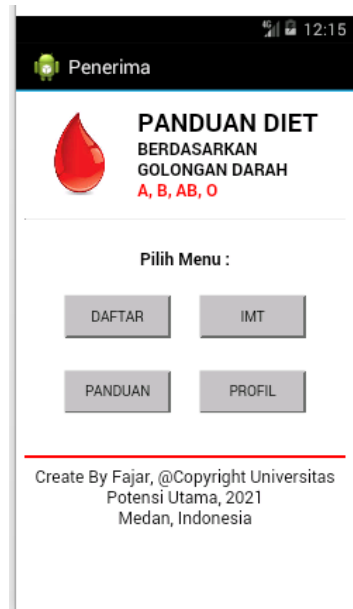 4G 12:15
Penerima
PANDUAN DIET
BERDASARKAN
GOLONGAN DARAH
A, B, AB, O
Pilih Menu :
DAFTAR
IMT
PANDUAN
PROFIL
Create By Fajar, @Copyright Universitas
Potensi Utama, 2021
Medan, Indonesia